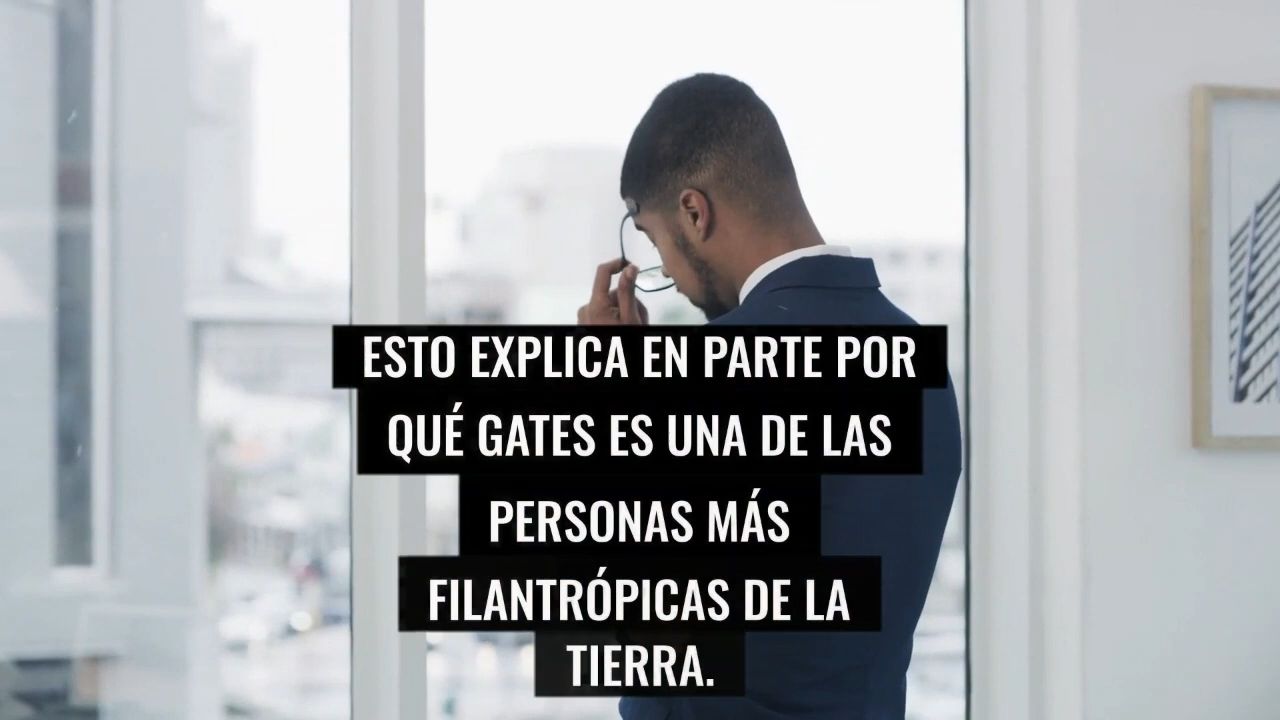 ESTO EXPLICA EN PARTE POR
QUÉ GATES ES UNA DE LAS
PERSONAS MÁS
FILANTRÓPICAS DE LA
TIERRA.